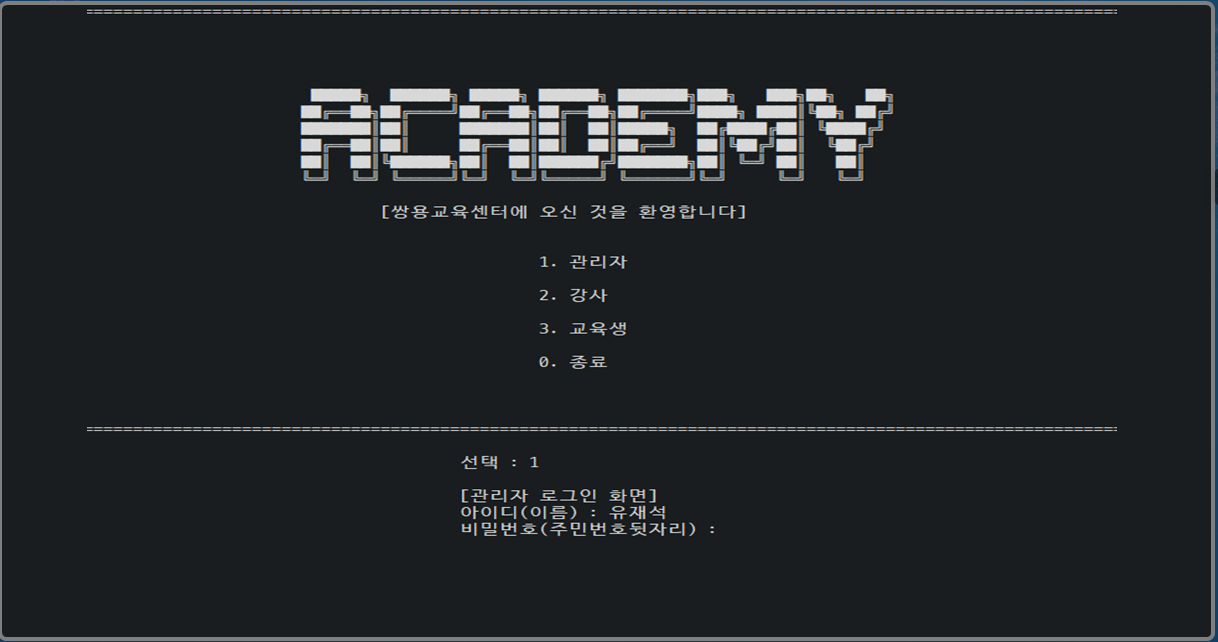 ACADEMY
[쌍용교육센터에 오신 것을 환영합니다]
1. 관리자
2. 강사
3. 교육생
0. 종료
선택 : 1
[관리자 로그인 화면]
아이디(이름) : 유재석
비밀번호(주민번호뒷자리) :